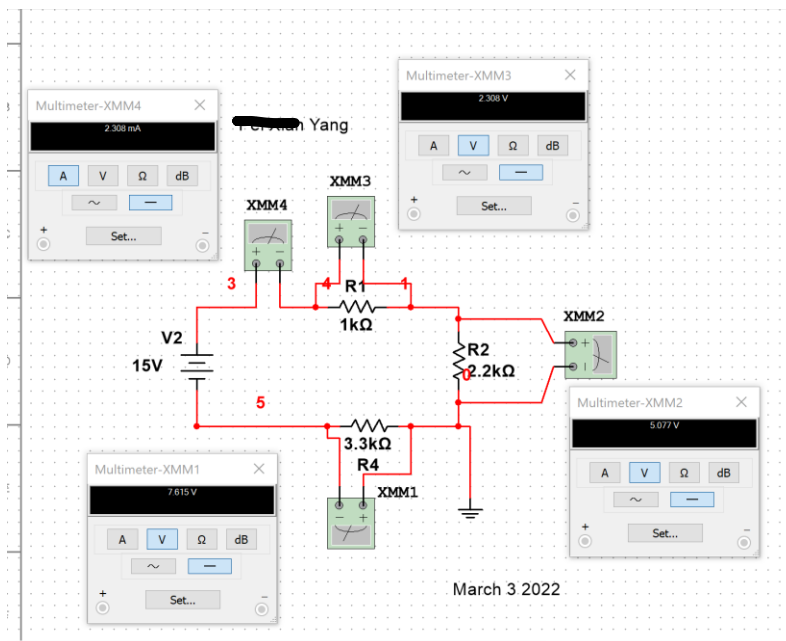 Multimeter-XMM4
2.308 mA
A V Ω dB
~ —
+ Set... −
Yang
Multimeter-XMM3
2.308 V
A V Ω dB
~ —
+ Set... −
XMM3
XMM4
+ −
+ −
3
4
R1
1
1kΩ
XMM2
+
−
V2
15V
R2
0
2.2kΩ
5
3.3kΩ
R4
XMM1
− +
Multimeter-XMM2
5.077 V
A V Ω dB
~ —
+ Set... −
Multimeter-XMM1
7.615 V
A V Ω dB
~ —
+ Set... −
March 3 2022